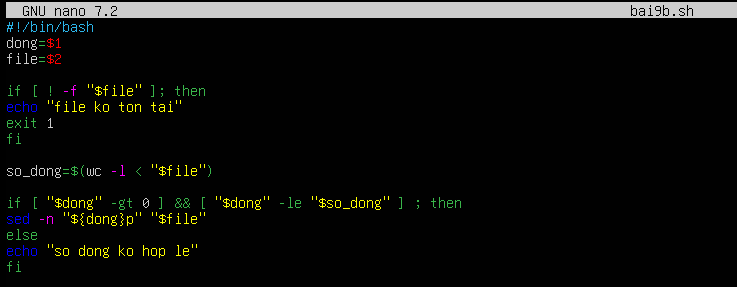 GNU nano 7.2 bai9b.sh
#!/bin/bash
dong=$1
file=$2
if [ ! -f "$file" ]; then
echo "file ko ton tai"
exit 1
fi
so_dong=$(wc -l < "$file")
if [ "$dong" -gt 0 ] && [ "$dong" -le "$so_dong" ] ; then
sed -n "${dong}p" "$file"
else
echo "so dong ko hop le"
fi